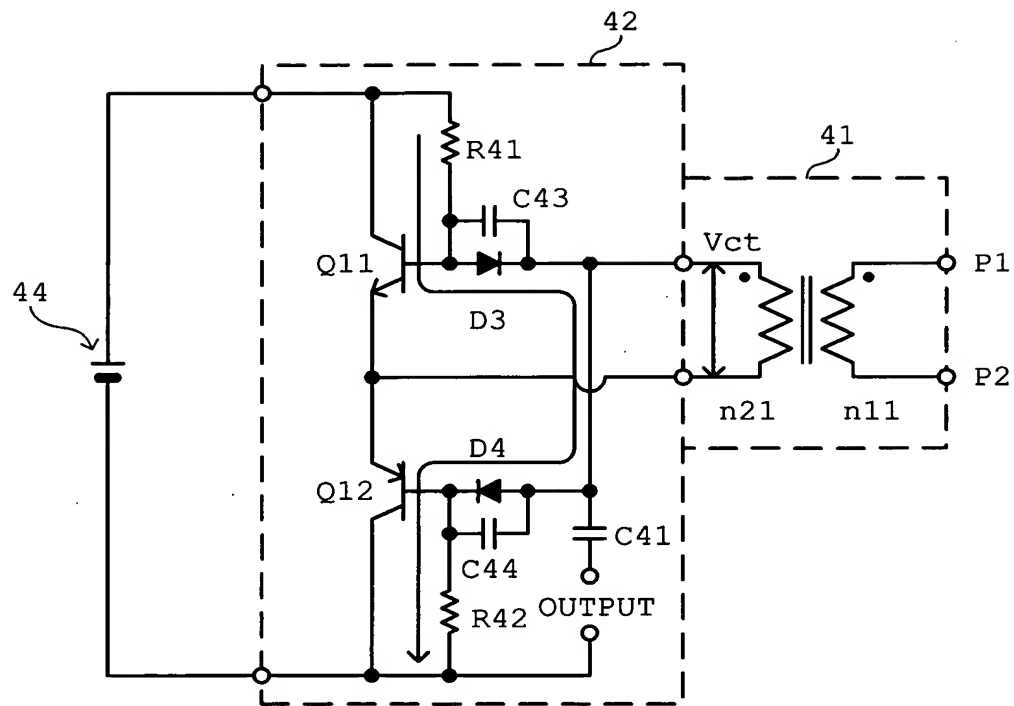 42
41
R41
C43
Vct
Q11
P1
44
D3
P2
n21 n11
D4
Q12
C41
C44
OUTPUT
R42